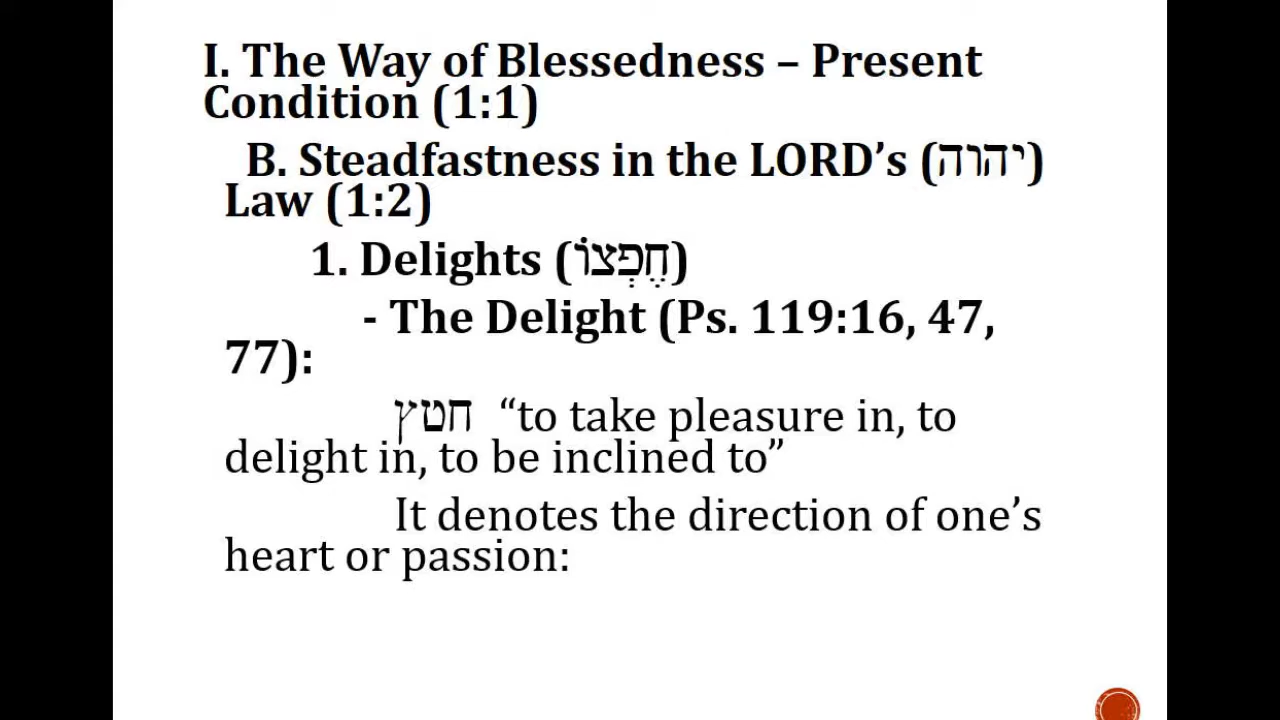 I. The Way of Blessedness – Present
Condition (1:1)
B. Steadfastness in the LORD’s (יהוה)
Law (1:2)
1. Delights (חֶפְצוֹ)
- The Delight (Ps. 119:16, 47,
77):
חטץ “to take pleasure in, to
delight in, to be inclined to”
It denotes the direction of one’s
heart or passion: